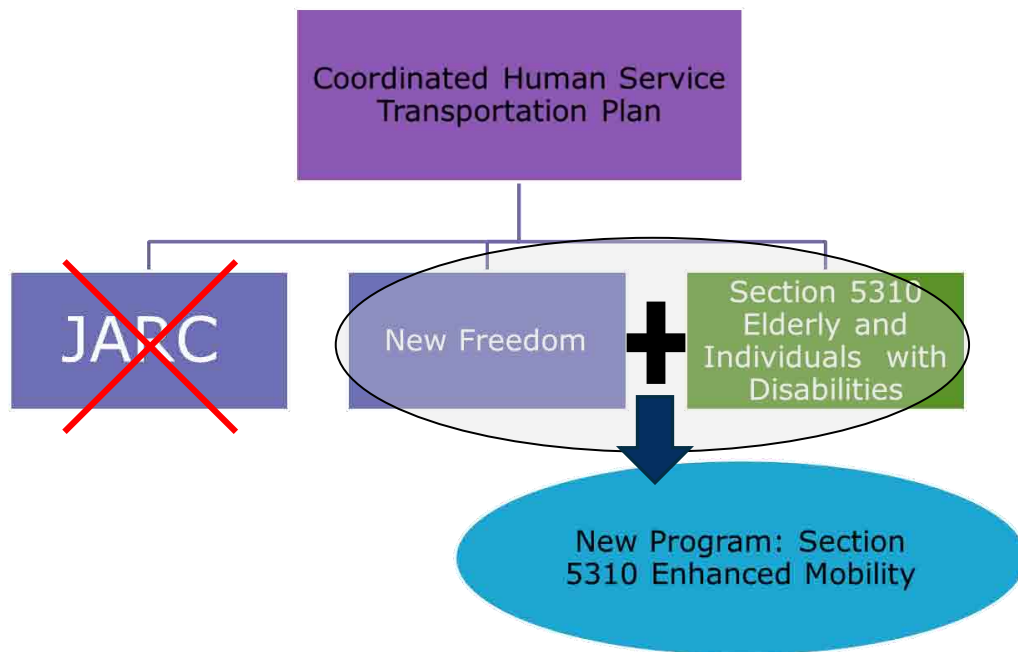 Coordinated Human Service
Transportation Plan
JARC
New Freedom
Section 5310
Elderly and
Individuals with
Disabilities
New Program: Section
5310 Enhanced Mobility